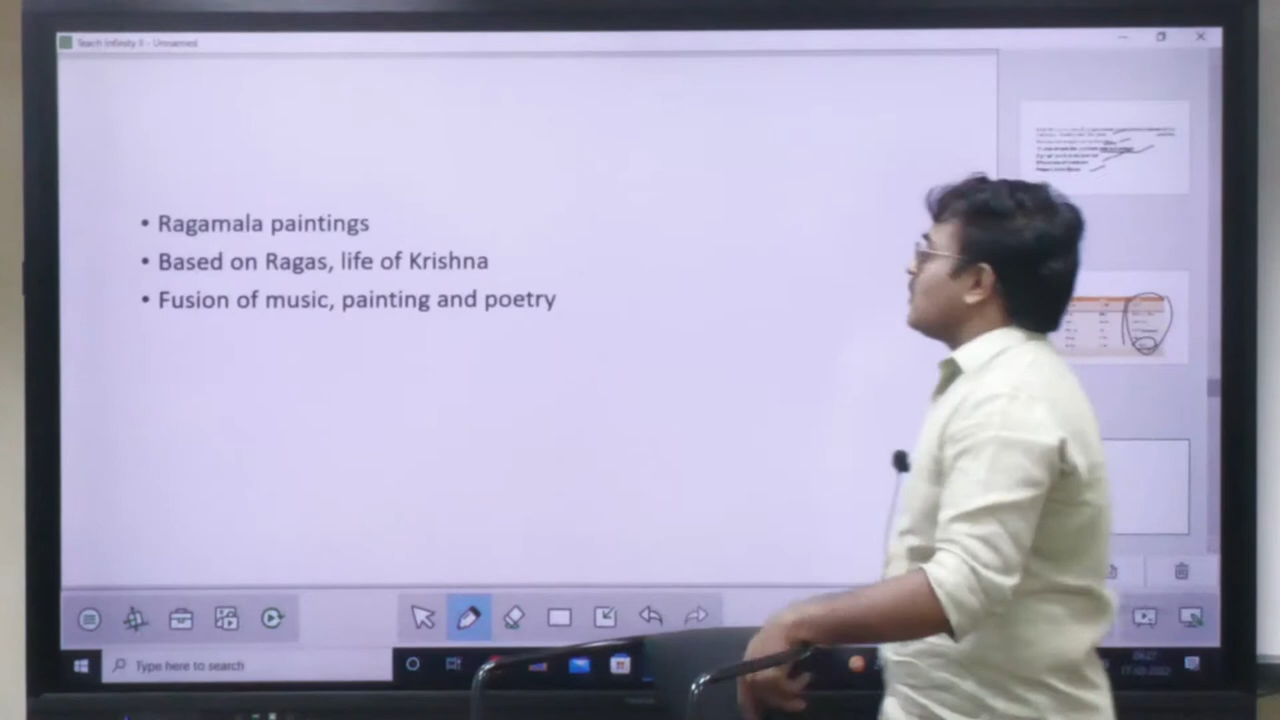 Teach Infinity II - Unnamed
• Ragamala paintings
• Based on Ragas, life of Krishna
• Fusion of music, painting and poetry
Type here to search